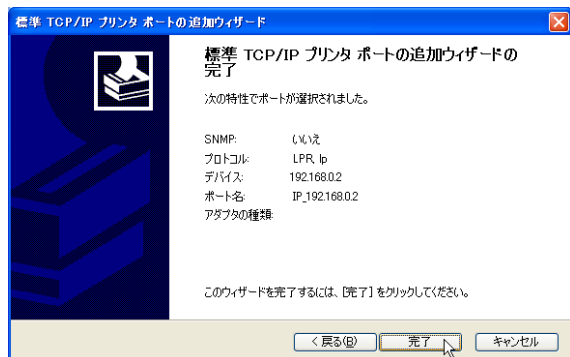 標準 TCP/IP プリンタ ポートの追加ウィザード
標準 TCP/IP プリンタ ポートの追加ウィザードの
完了
次の特性でポートが選択されました。
SNMP: いいえ
プロトコル: LPR, lp
デバイス: 192.168.0.2
ポート名: IP_192.168.0.2
アダプタの種類:
このウィザードを完了するには、[完了] をクリックしてください。
< 戻る(B) 完了 キャンセル